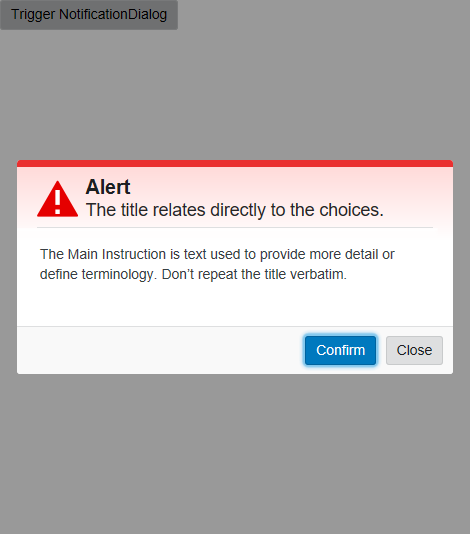 Trigger NotificationDialog
Alert
The title relates directly to the choices.
The Main Instruction is text used to provide more detail or
define terminology. Don’t repeat the title verbatim.
Confirm Close